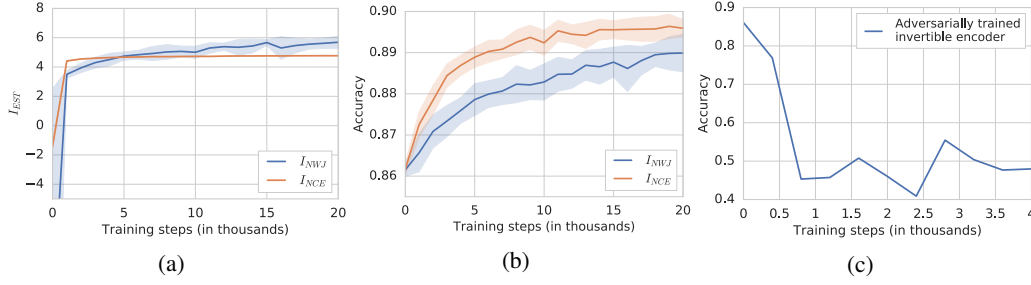 8
6
4
2
0
−2
−4
I_EST
I_NWJ
I_NCE
0 5 10 15 20
Training steps (in thousands)
(a)
0.90
0.89
0.88
0.87
0.86
Accuracy
I_NWJ
I_NCE
0 5 10 15 20
Training steps (in thousands)
(b)
0.9
0.8
0.7
0.6
0.5
0.4
Accuracy
Adversarially trained
invertible encoder
0 0.5 1 1.5 2 2.5 3 3.5 4
Training steps (in thousands)
(c)